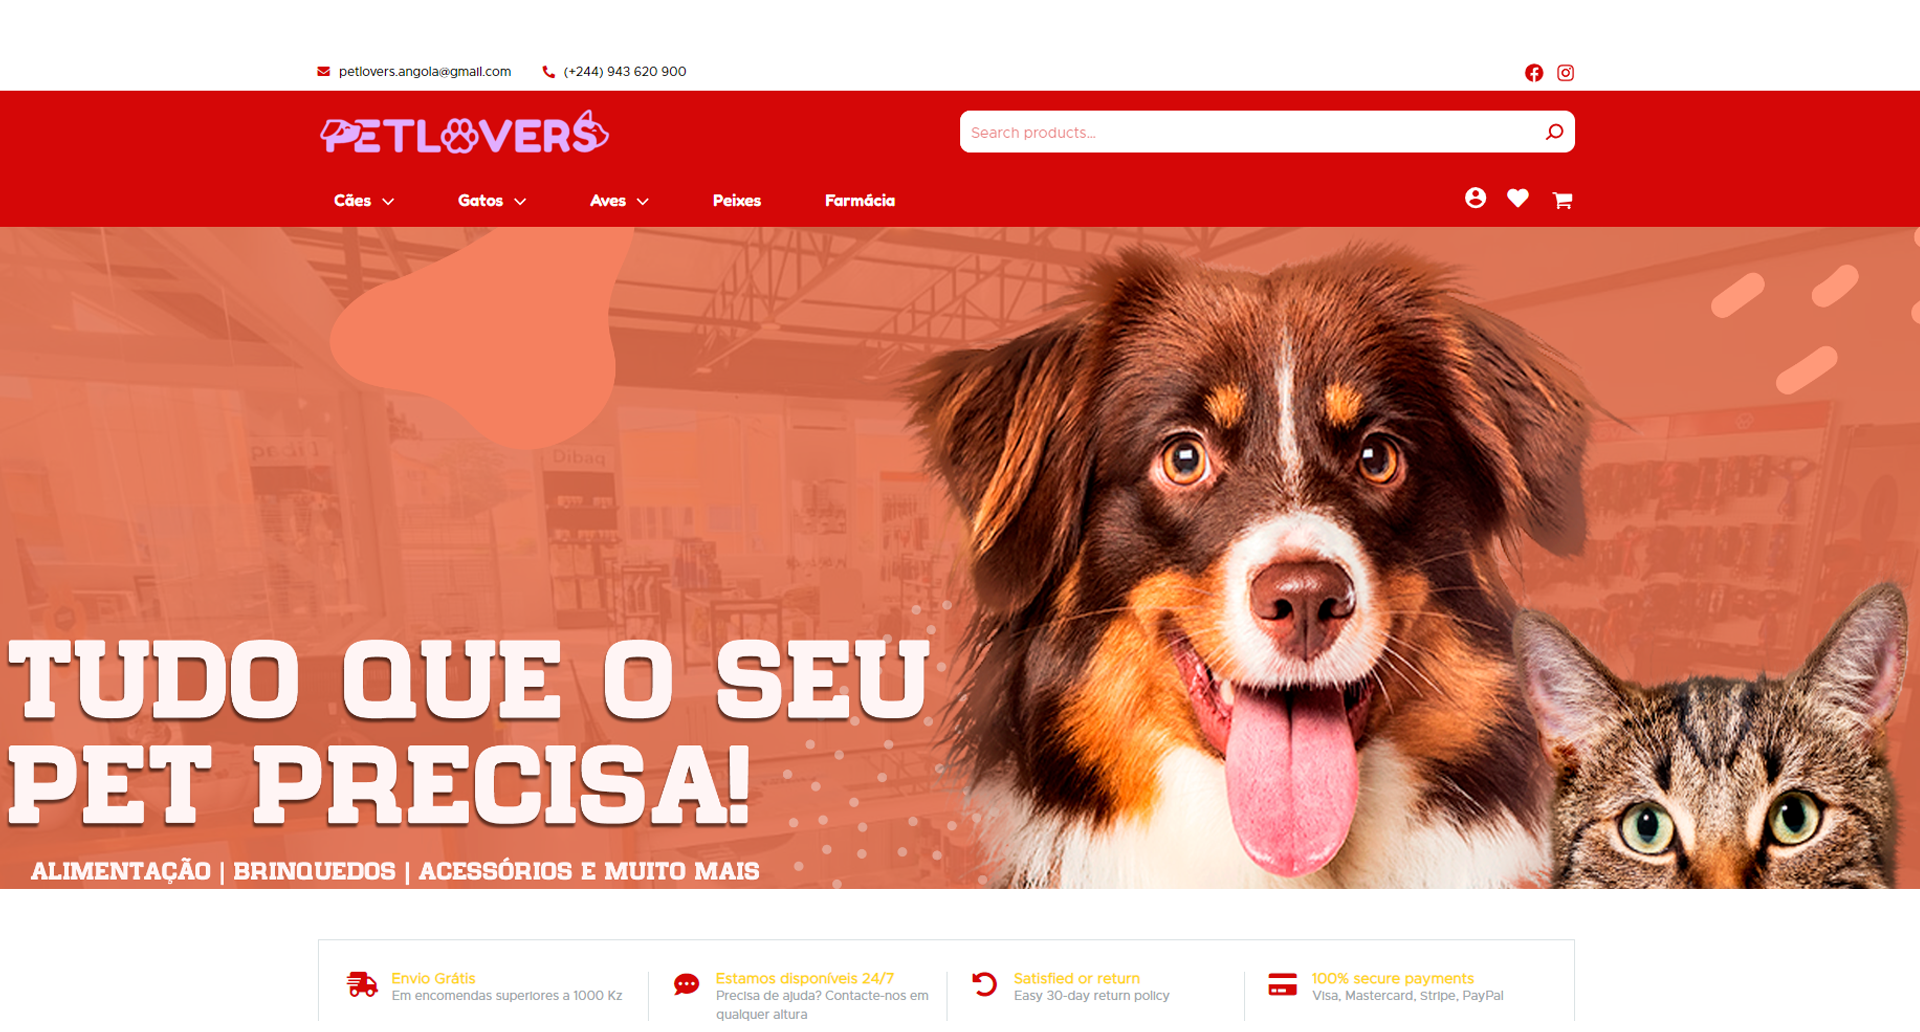 petlovers.angola@gmail.com
(+244) 943 620 900
PETLOVERS
Search products...
Cães
Gatos
Aves
Peixes
Farmácia
Dibaq
TUDO QUE O SEU
PET PRECISA!
ALIMENTAÇÃO | BRINQUEDOS | ACESSÓRIOS E MUITO MAIS
Envio Grátis
Em encomendas superiores a 1000 Kz
Estamos disponíveis 24/7
Precisa de ajuda? Contacte-nos em
qualquer altura
Satisfied or return
Easy 30-day return policy
100% secure payments
Visa, Mastercard, Stripe, PayPal